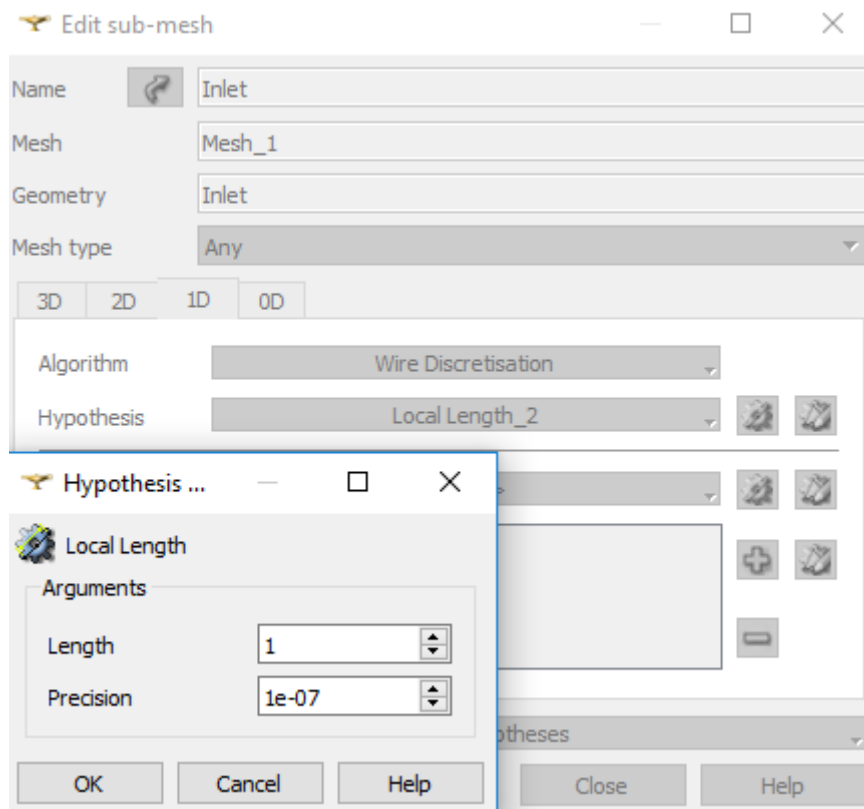 Edit sub-mesh
Name Inlet
Mesh Mesh_1
Geometry Inlet
Mesh type Any
3D 2D 1D 0D
Algorithm Wire Discretisation
Hypothesis Local Length_2
Hypothesis ... >
Local Length
Arguments
Length 1
Precision 1e-07
otheses
OK Cancel Help Close Help